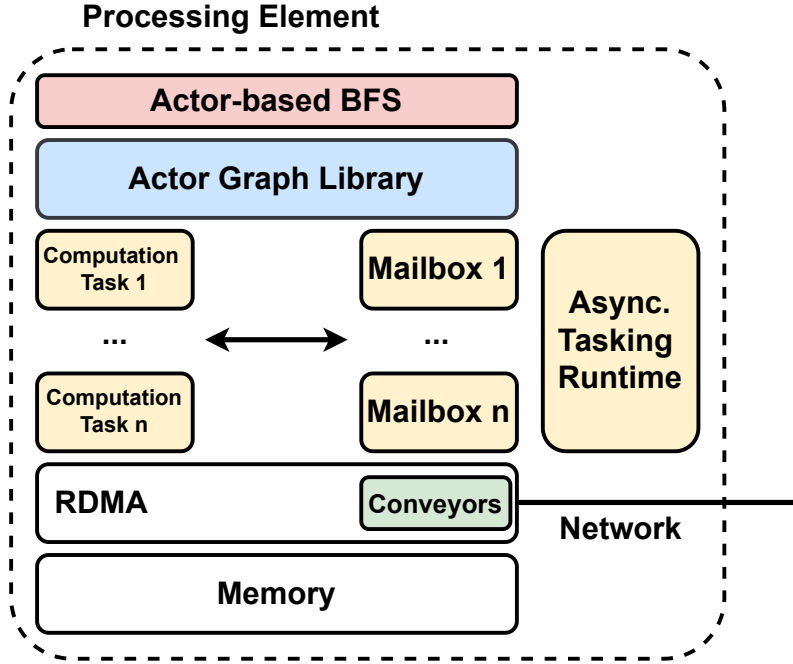 Processing Element
Actor-based BFS
Actor Graph Library
Computation
Task 1
Mailbox 1
...
...
Async.
Tasking
Runtime
Computation
Task n
Mailbox n
RDMA
Conveyors
Network
Memory